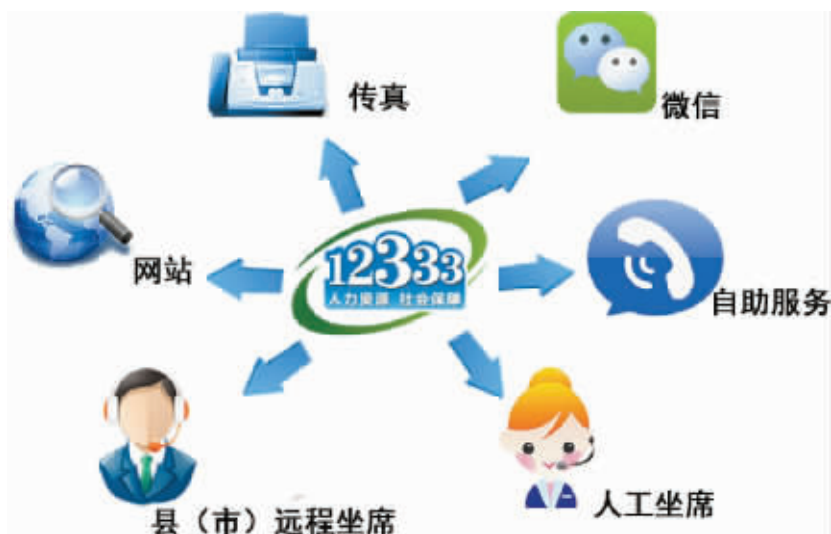 传真
微信
网站
12333
人力资源 社会保障
自助服务
县（市）远程坐席
人工坐席